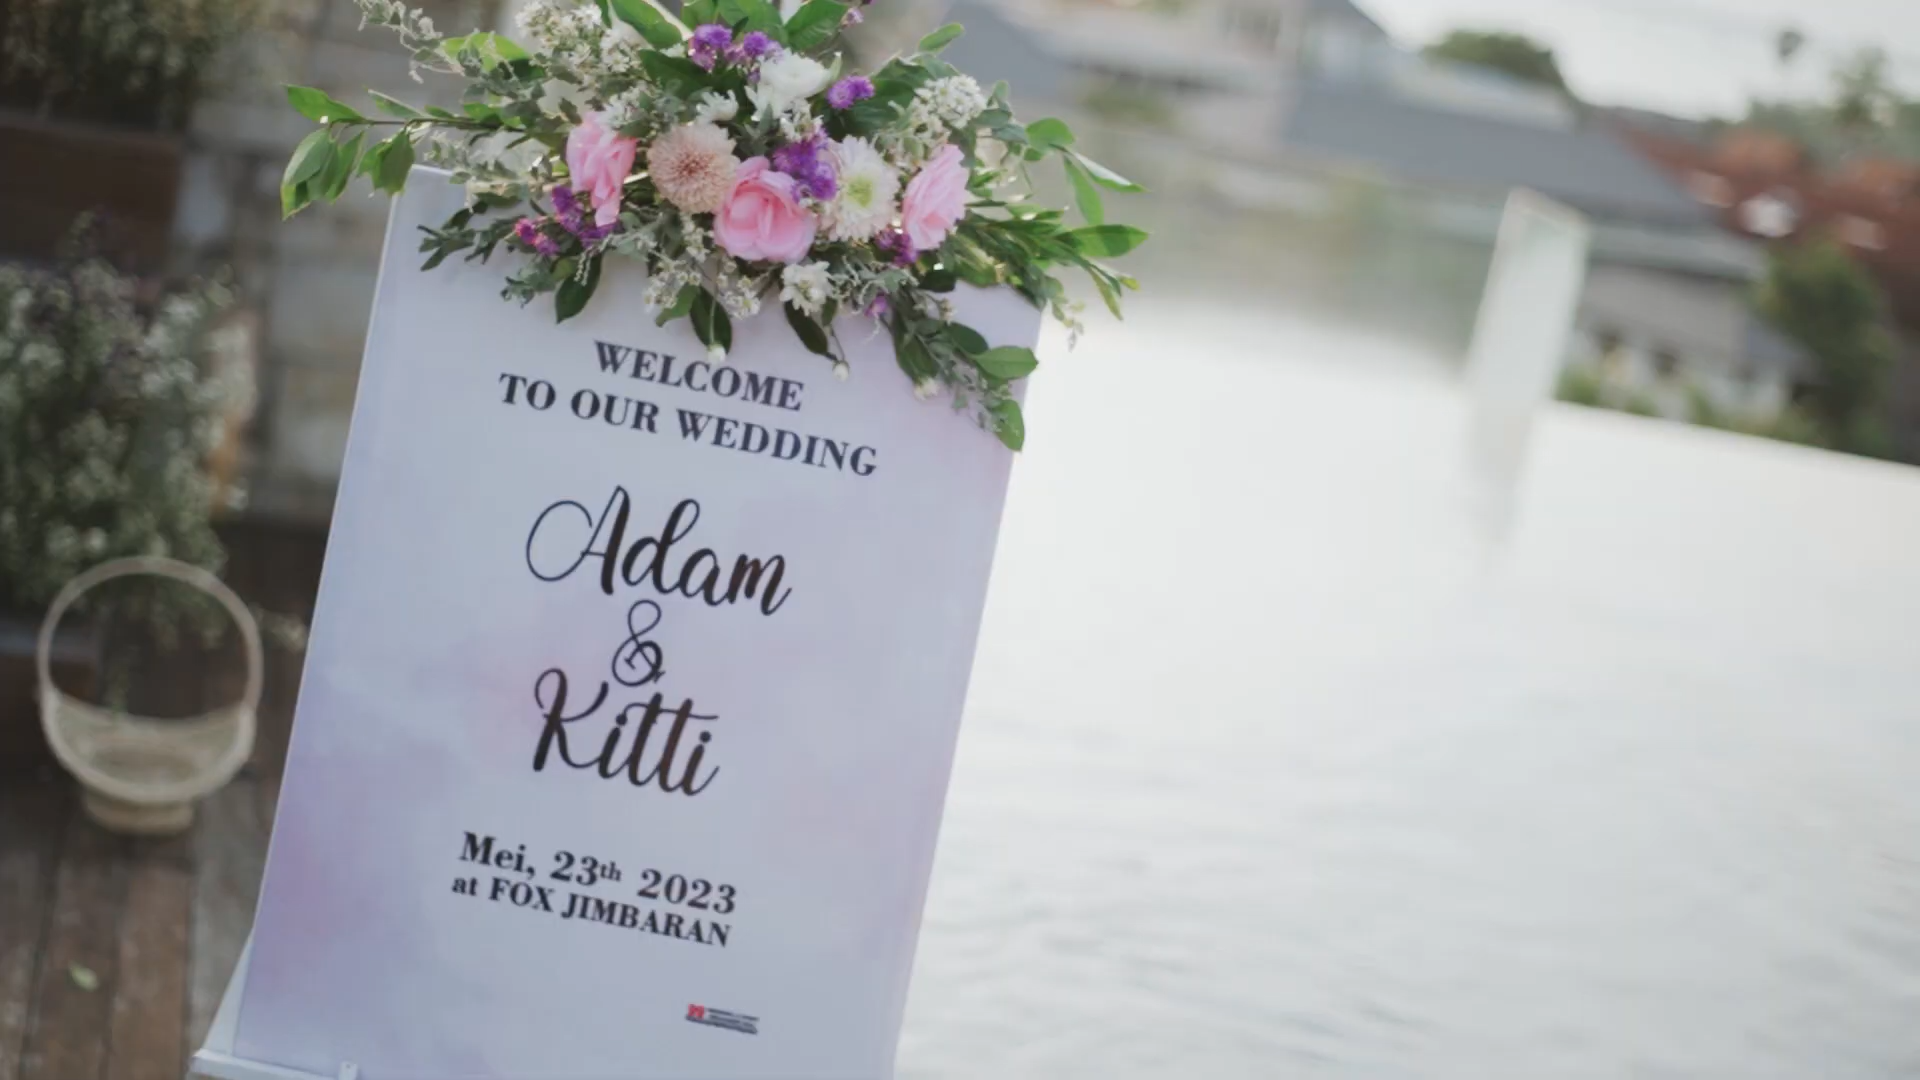 WELCOME
TO OUR WEDDING
Adam
&
Kitti
Mei, 23th 2023
at FOX JIMBARAN